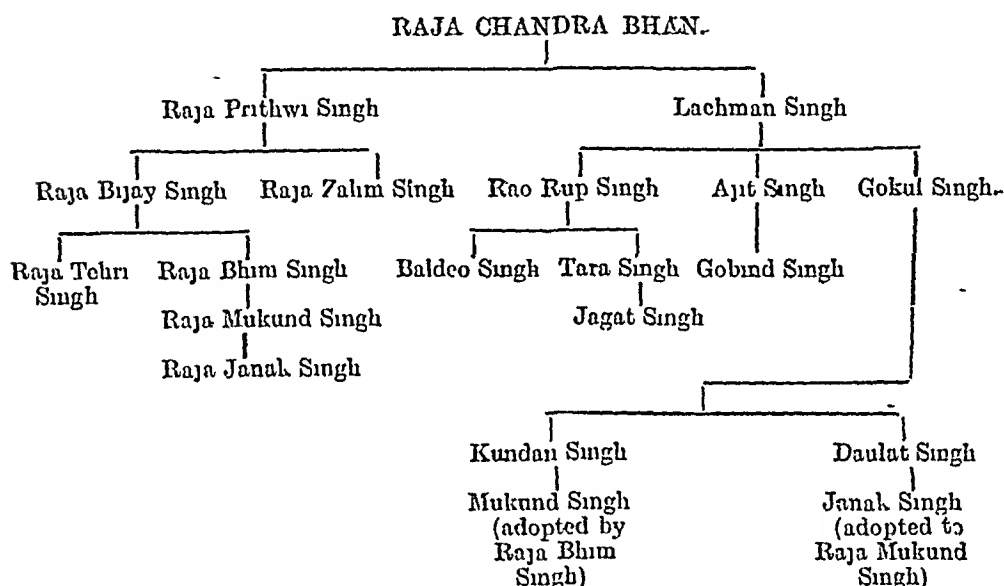 RAJA CHANDRA BHÁN.
Raja Prithwi Singh
Lachman Singh
Raja Bijay Singh
Raja Zalim Singh
Rao Rup Singh
Ajit Singh
Gokul Singh.
Raja Tehri
Singh
Raja Bhim Singh
Baldeo Singh
Tara Singh
Gobind Singh
Raja Mukund Singh
Jagat Singh
Raja Janak Singh
Kundan Singh
Daulat Singh
Mukund Singh
(adopted by
Raja Bhim
Singh)
Janak Singh
(adopted to
Raja Mukund
Singh)